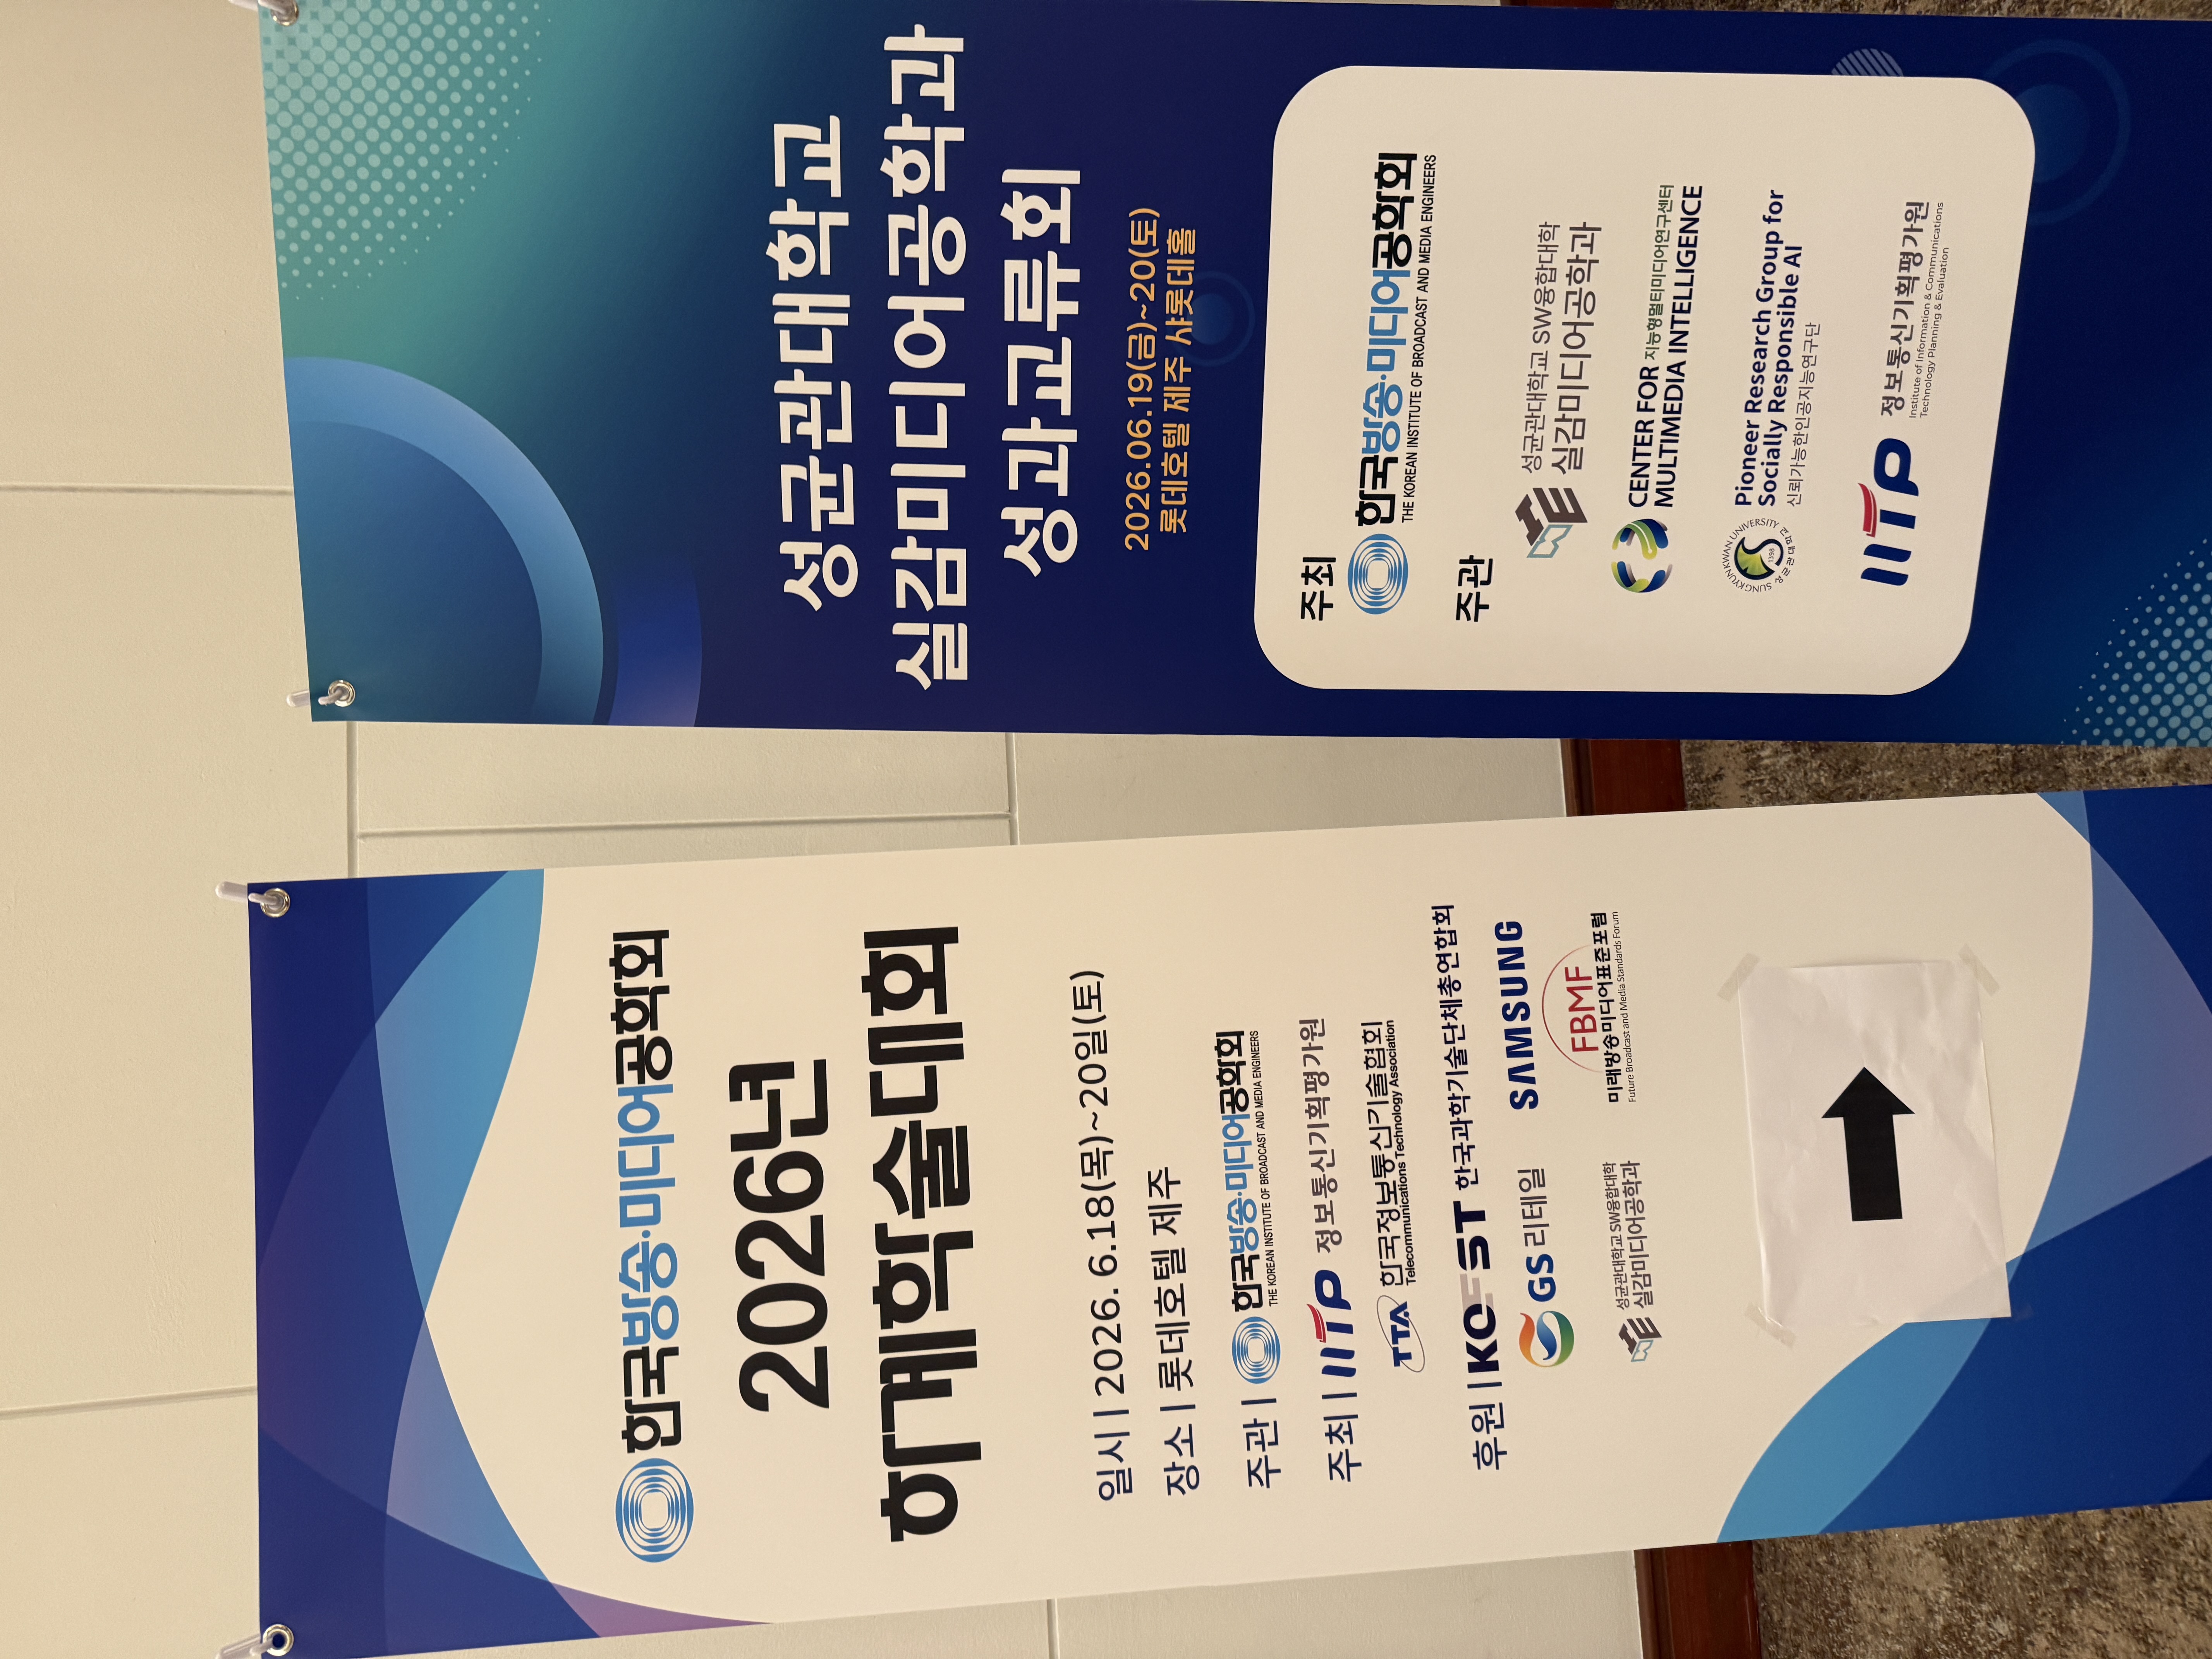 한국방송·미디어공학회
2026년
하계학술대회
일시 | 2026. 6.18(목)~20일(토)
장소 | 롯데호텔 제주
주관 | 한국방송·미디어공학회
THE KOREAN INSTITUTE OF BROADCAST AND MEDIA ENGINEERS
주최 | IITP 정보통신기획평가원
TTA 한국정보통신기술협회
Telecommunications Technology Association
후원 | KOFST 한국과학기술단체총연합회
GS 리테일
SAMSUNG
FBMF
미래방송미디어표준포럼
Future Broadcast and Media Standards Forum
성균관대학교 SW융합대학
실감미디어공학과
성균관대학교
실감미디어공학과
성과교류회
2026.06.19(금)~20(토)
롯데호텔 제주 샤롯데홀
주최
한국방송·미디어공학회
THE KOREAN INSTITUTE OF BROADCAST AND MEDIA ENGINEERS
주관
성균관대학교 SW융합대학
실감미디어공학과
CENTER FOR 지능형멀티미디어연구센터
MULTIMEDIA INTELLIGENCE
SUNGKYUNKWAN UNIVERSITY
1398
성균관대학교
Pioneer Research Group for
Socially Responsible AI
신뢰가능한인공지능연구단
IITP 정보통신기획평가원
Institute of Information & Communications
Technology Planning & Evaluation